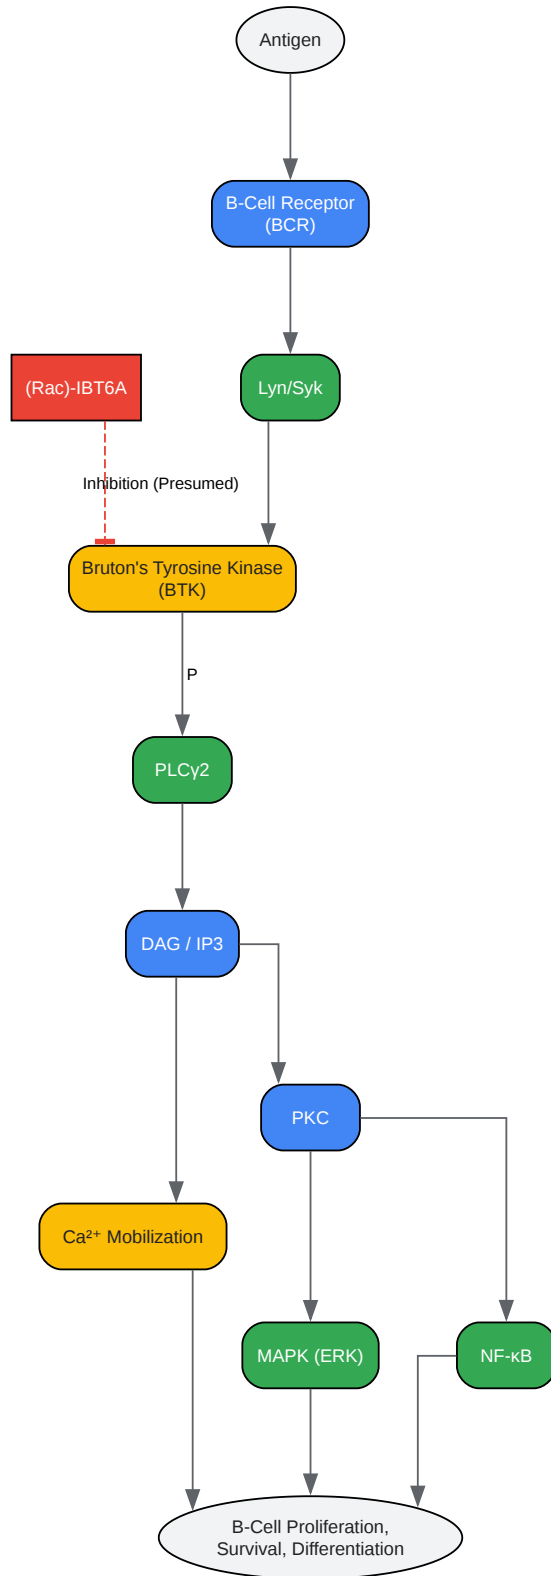 Antigen
B-Cell Receptor
(BCR)
(Rac)-IBT6A
Lyn/Syk
Inhibition (Presumed)
Bruton's Tyrosine Kinase
(BTK)
P
PLCγ2
DAG / IP3
PKC
Ca²⁺ Mobilization
MAPK (ERK)
NF-κB
B-Cell Proliferation,
Survival, Differentiation